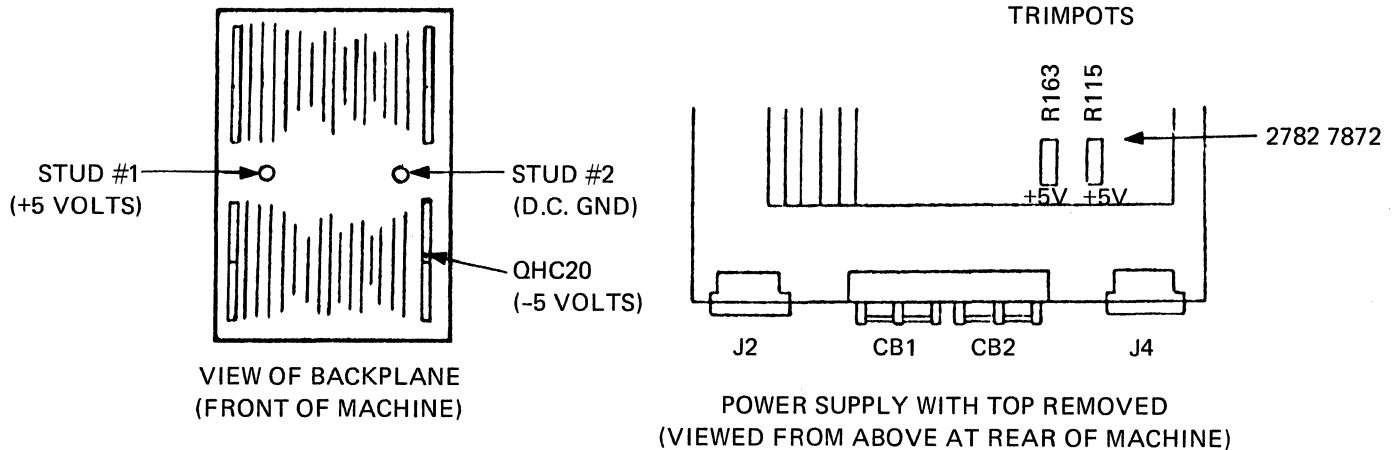 STUD #1
(+5 VOLTS)
STUD #2
(D.C. GND)
QHC20
(-5 VOLTS)
VIEW OF BACKPLANE
(FRONT OF MACHINE)
TRIMPOTS
R163
R115
2782 7872
+5V
+5V
J2
CB1
CB2
J4
POWER SUPPLY WITH TOP REMOVED
(VIEWED FROM ABOVE AT REAR OF MACHINE)